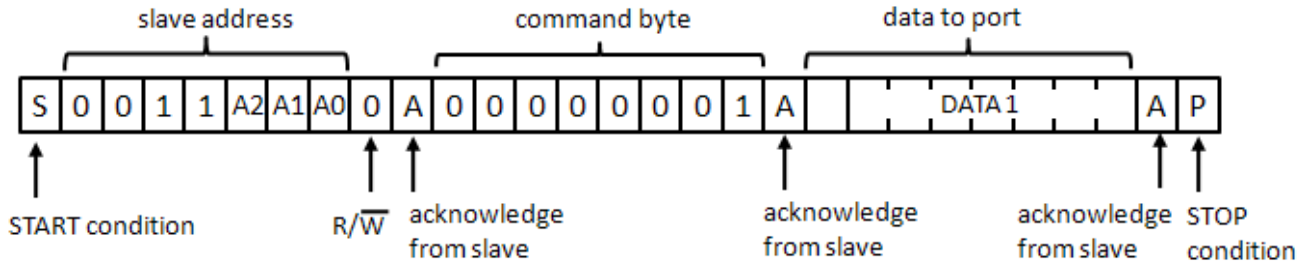 slave address command byte data to port
S 0 0 1 1 A2 A1 A0 0 A 0 0 0 0 0 0 0 1 A DATA 1 A P
START condition R/W̅ acknowledge from slave acknowledge from slave acknowledge from slave STOP condition